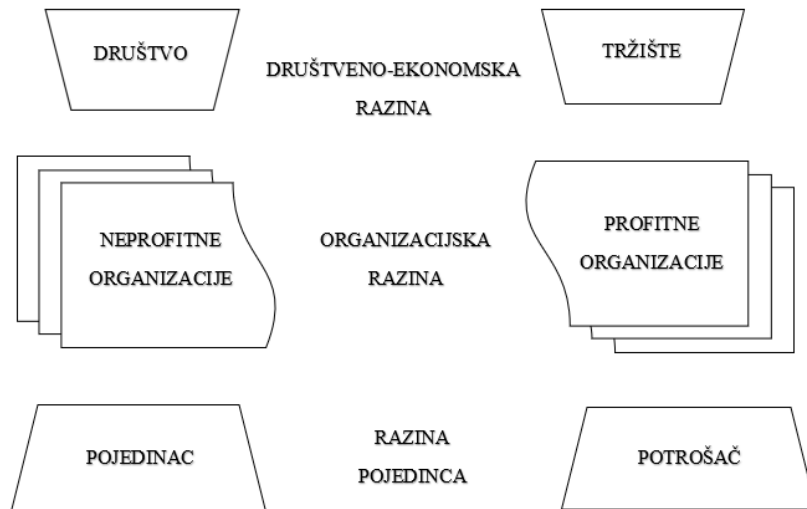 DRUŠTVO
DRUŠTVENO-EKONOMSKA
RAZINA
TRŽIŠTE
NEPROFITNE
ORGANIZACIJE
ORGANIZACIJSKA
RAZINA
PROFITNE
ORGANIZACIJE
POJEDINAC
RAZINA
POJEDINCA
POTROŠAČ